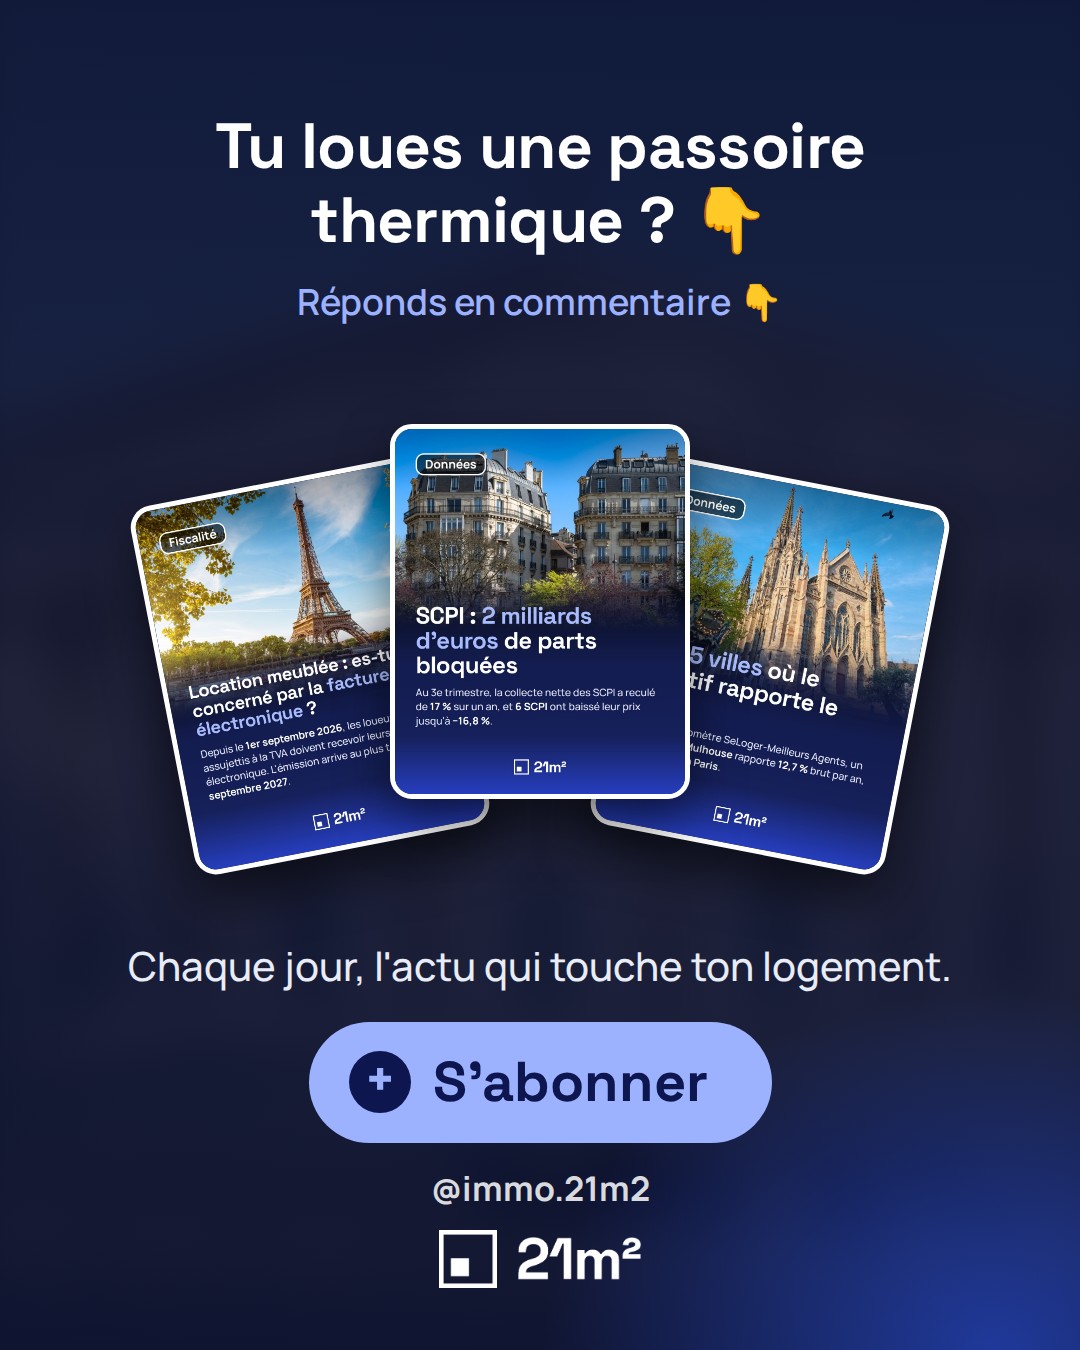 Tu loues une passoire
thermique ? 👇
Réponds en commentaire 👇
Fiscalité
Location meublée : es-tu
concerné par la facture
électronique ?
Depuis le 1er septembre 2026, les
assujettis à la TVA doivent recevoir leurs
électronique. L'émission arrive au plus
septembre 2027.
21m²
Données
SCPI : 2 milliards
d'euros de parts
bloquées
Au 3e trimestre, la collecte nette des SCPI a reculé
de 17 % sur un an, et 6 SCPI ont baissé leur prix
jusqu'à −16,8 %.
21m²
Données
5 villes où le
rapporte le
SeLoger-Meilleurs Agents, un
Mulhouse rapporte 12,7 % brut par an,
Paris.
21m²
Chaque jour, l'actu qui touche ton logement.
+ S'abonner
@immo.21m2
21m²